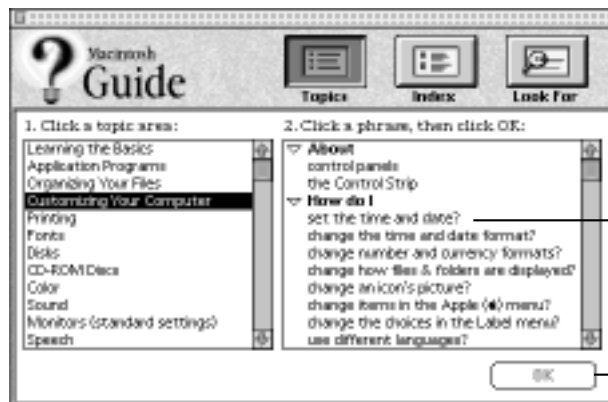 Macintosh
Guide
Topics
Index
Look For
1. Click a topic area:
Learning the Basics
Application Programs
Organizing Your Files
Customizing Your Computer
Printing
Fonts
Disks
CD-ROM Discs
Color
Sound
Monitors (standard settings)
Speech
2. Click a phrase, then click OK:
About
control panels
the Control Strip
How do I
set the time and date?
change the time and date format?
change number and currency formats?
change how files & folders are displayed?
change an icon's picture?
change items in the Apple () menu?
change the choices in the Label menu?
use different languages?
OK